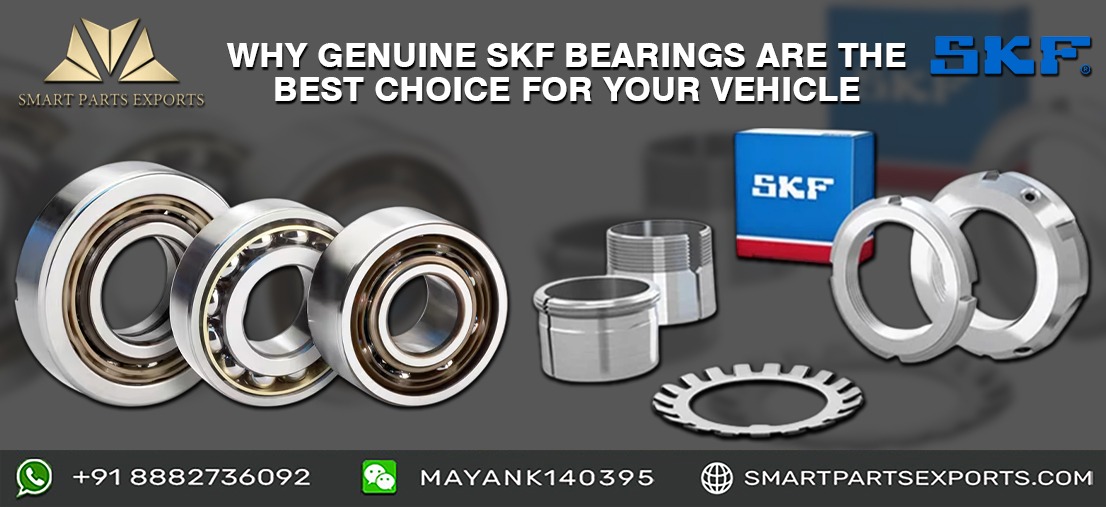 SMART PARTS EXPORTS
WHY GENUINE SKF BEARINGS ARE THE
BEST CHOICE FOR YOUR VEHICLE
SKF®
SKF
SKF
+91 8882736092
MAYANK140395
SMARTPARTSEXPORTS.COM